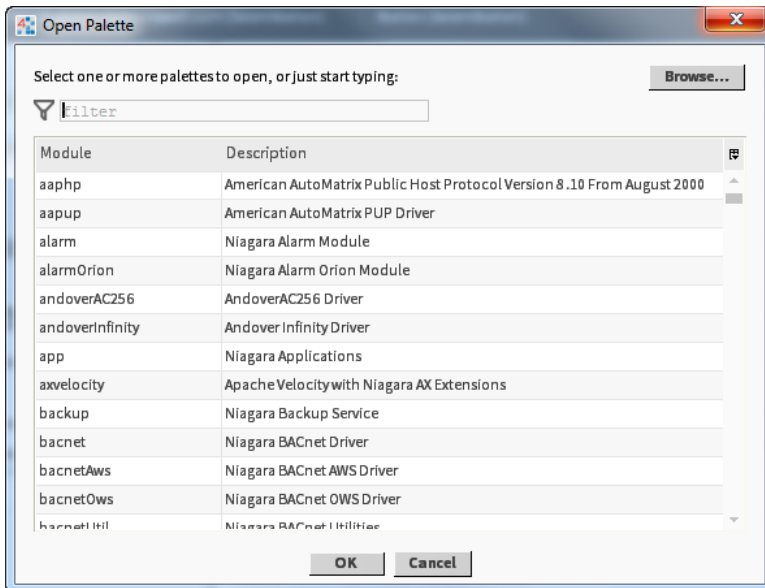 Open Palette
Select one or more palettes to open, or just start typing:
Browse...
filter
Module Description
aaphp American AutoMatrix Public Host Protocol Version 8.10 From August 2000
aapup American AutoMatrix PUP Driver
alarm Niagara Alarm Module
alarmOrion Niagara Alarm Orion Module
andoverAC256 AndoverAC256 Driver
andoverInfinity Andover Infinity Driver
app Niagara Applications
axvelocity Apache Velocity with Niagara AX Extensions
backup Niagara Backup Service
bacnet Niagara BACnet Driver
bacnetAws Niagara BACnet AWS Driver
bacnetOws Niagara BACnet OWS Driver
bacnetUtil Niagara BACnet Utilities
OK Cancel